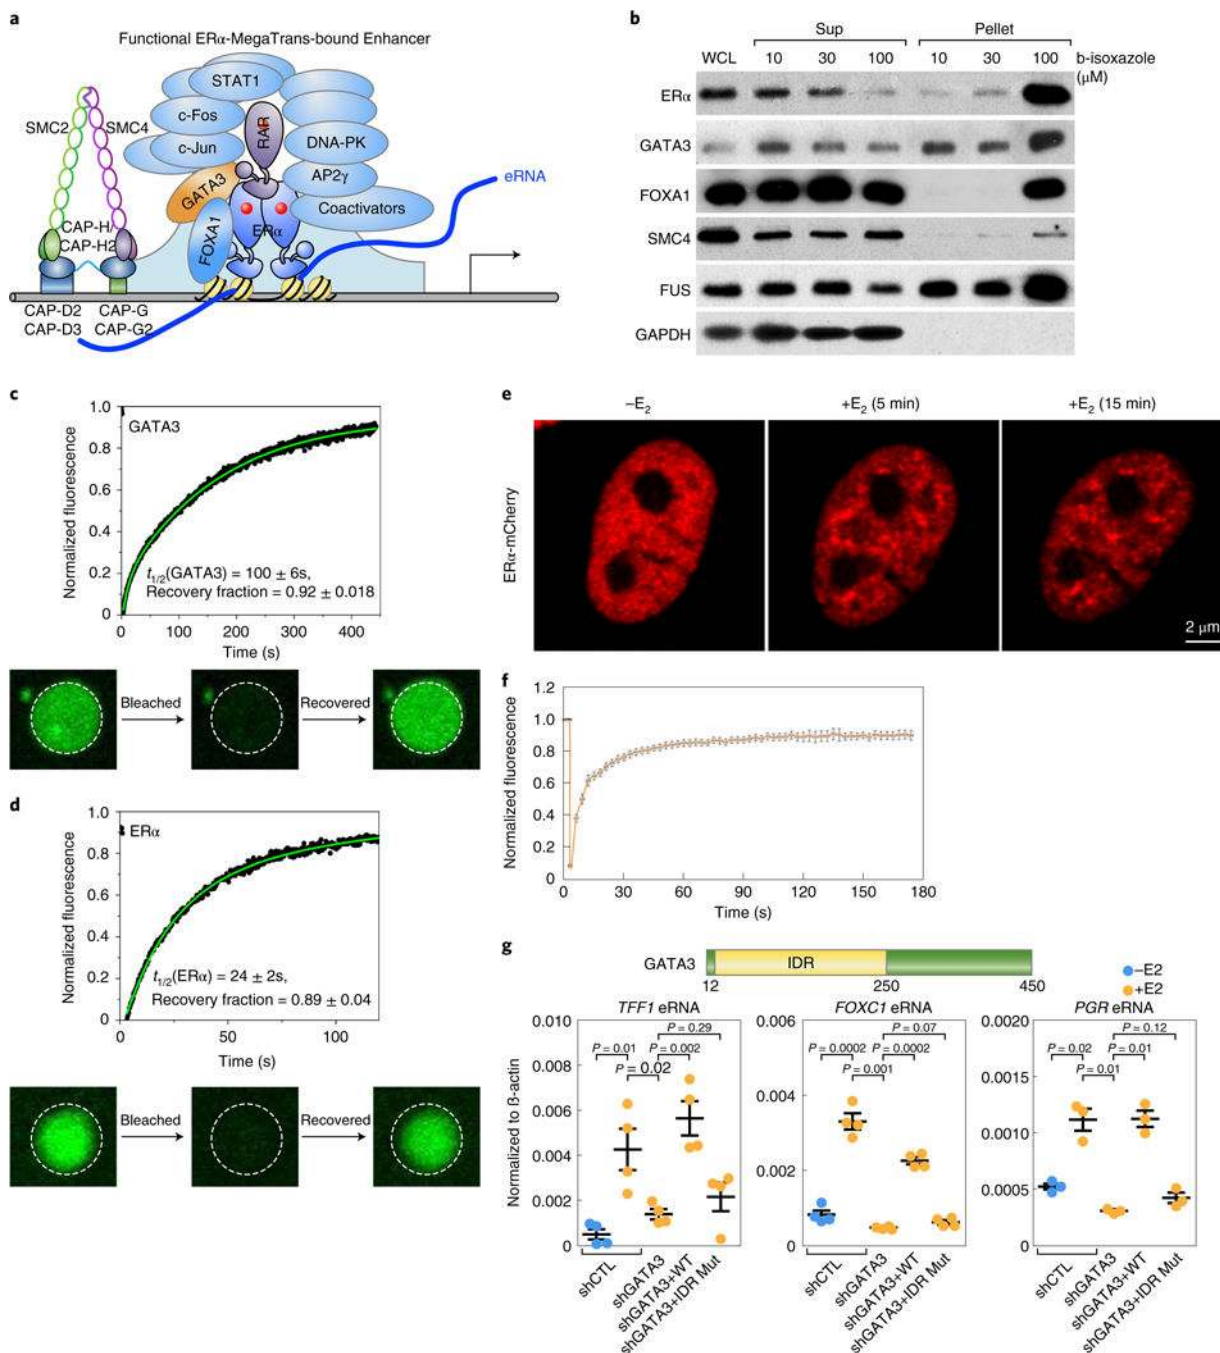 a
Functional ERα-MegaTrans-bound Enhancer
STAT1
SMC2
SMC4
c-Fos
RAR
c-Jun
DNA-PK
GATA3
AP2γ
eRNA
Coactivators
CAP-H/
CAP-H2
FOXA1
ERα
CAP-D2
CAP-G
CAP-D3
CAP-G2
b
Sup
Pellet
WCL
10
30
100
10
30
100
b-isoxazole
(μM)
ERα
GATA3
FOXA1
SMC4
FUS
GAPDH
c
GATA3
Normalized fluorescence
1.0
0.8
0.6
0.4
0.2
0
t1/2(GATA3) = 100 ± 6s,
Recovery fraction = 0.92 ± 0.018
0
100
200
300
400
Time (s)
Bleached
Recovered
d
ERα
Normalized fluorescence
1.0
0.8
0.6
0.4
0.2
0
t1/2(ERα) = 24 ± 2s,
Recovery fraction = 0.89 ± 0.04
0
50
100
Time (s)
Bleached
Recovered
e
–E2
+E2 (5 min)
+E2 (15 min)
ERα-mCherry
2 μm
f
Normalized fluorescence
1.2
1.0
0.8
0.6
0.4
0.2
0
0
30
60
90
120
150
180
Time (s)
g
GATA3
IDR
12
250
450
–E2
+E2
TFF1 eRNA
Normalized to ß-actin
0.010
0.008
0.006
0.004
0.002
0
P = 0.29
P = 0.01
P = 0.002
P = 0.02
shCTL
shGATA3
shGATA3+WT
shGATA3+IDR Mut
FOXC1 eRNA
0.006
0.004
0.002
0
P = 0.07
P = 0.0002
P = 0.0002
P = 0.001
shCTL
shGATA3
shGATA3+WT
shGATA3+IDR Mut
PGR eRNA
0.0020
0.0015
0.0010
0.0005
0
P = 0.12
P = 0.02
P = 0.01
P = 0.01
shCTL
shGATA3
shGATA3+WT
shGATA3+IDR Mut